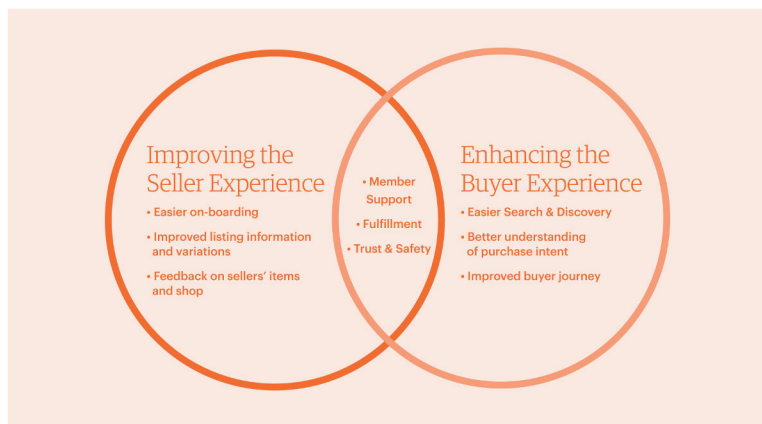 Improving the
Seller Experience
• Easier on-boarding
• Improved listing information
and variations
• Feedback on sellers’ items
and shop
• Member
Support
• Fulfillment
• Trust & Safety
Enhancing the
Buyer Experience
• Easier Search & Discovery
• Better understanding
of purchase intent
• Improved buyer journey